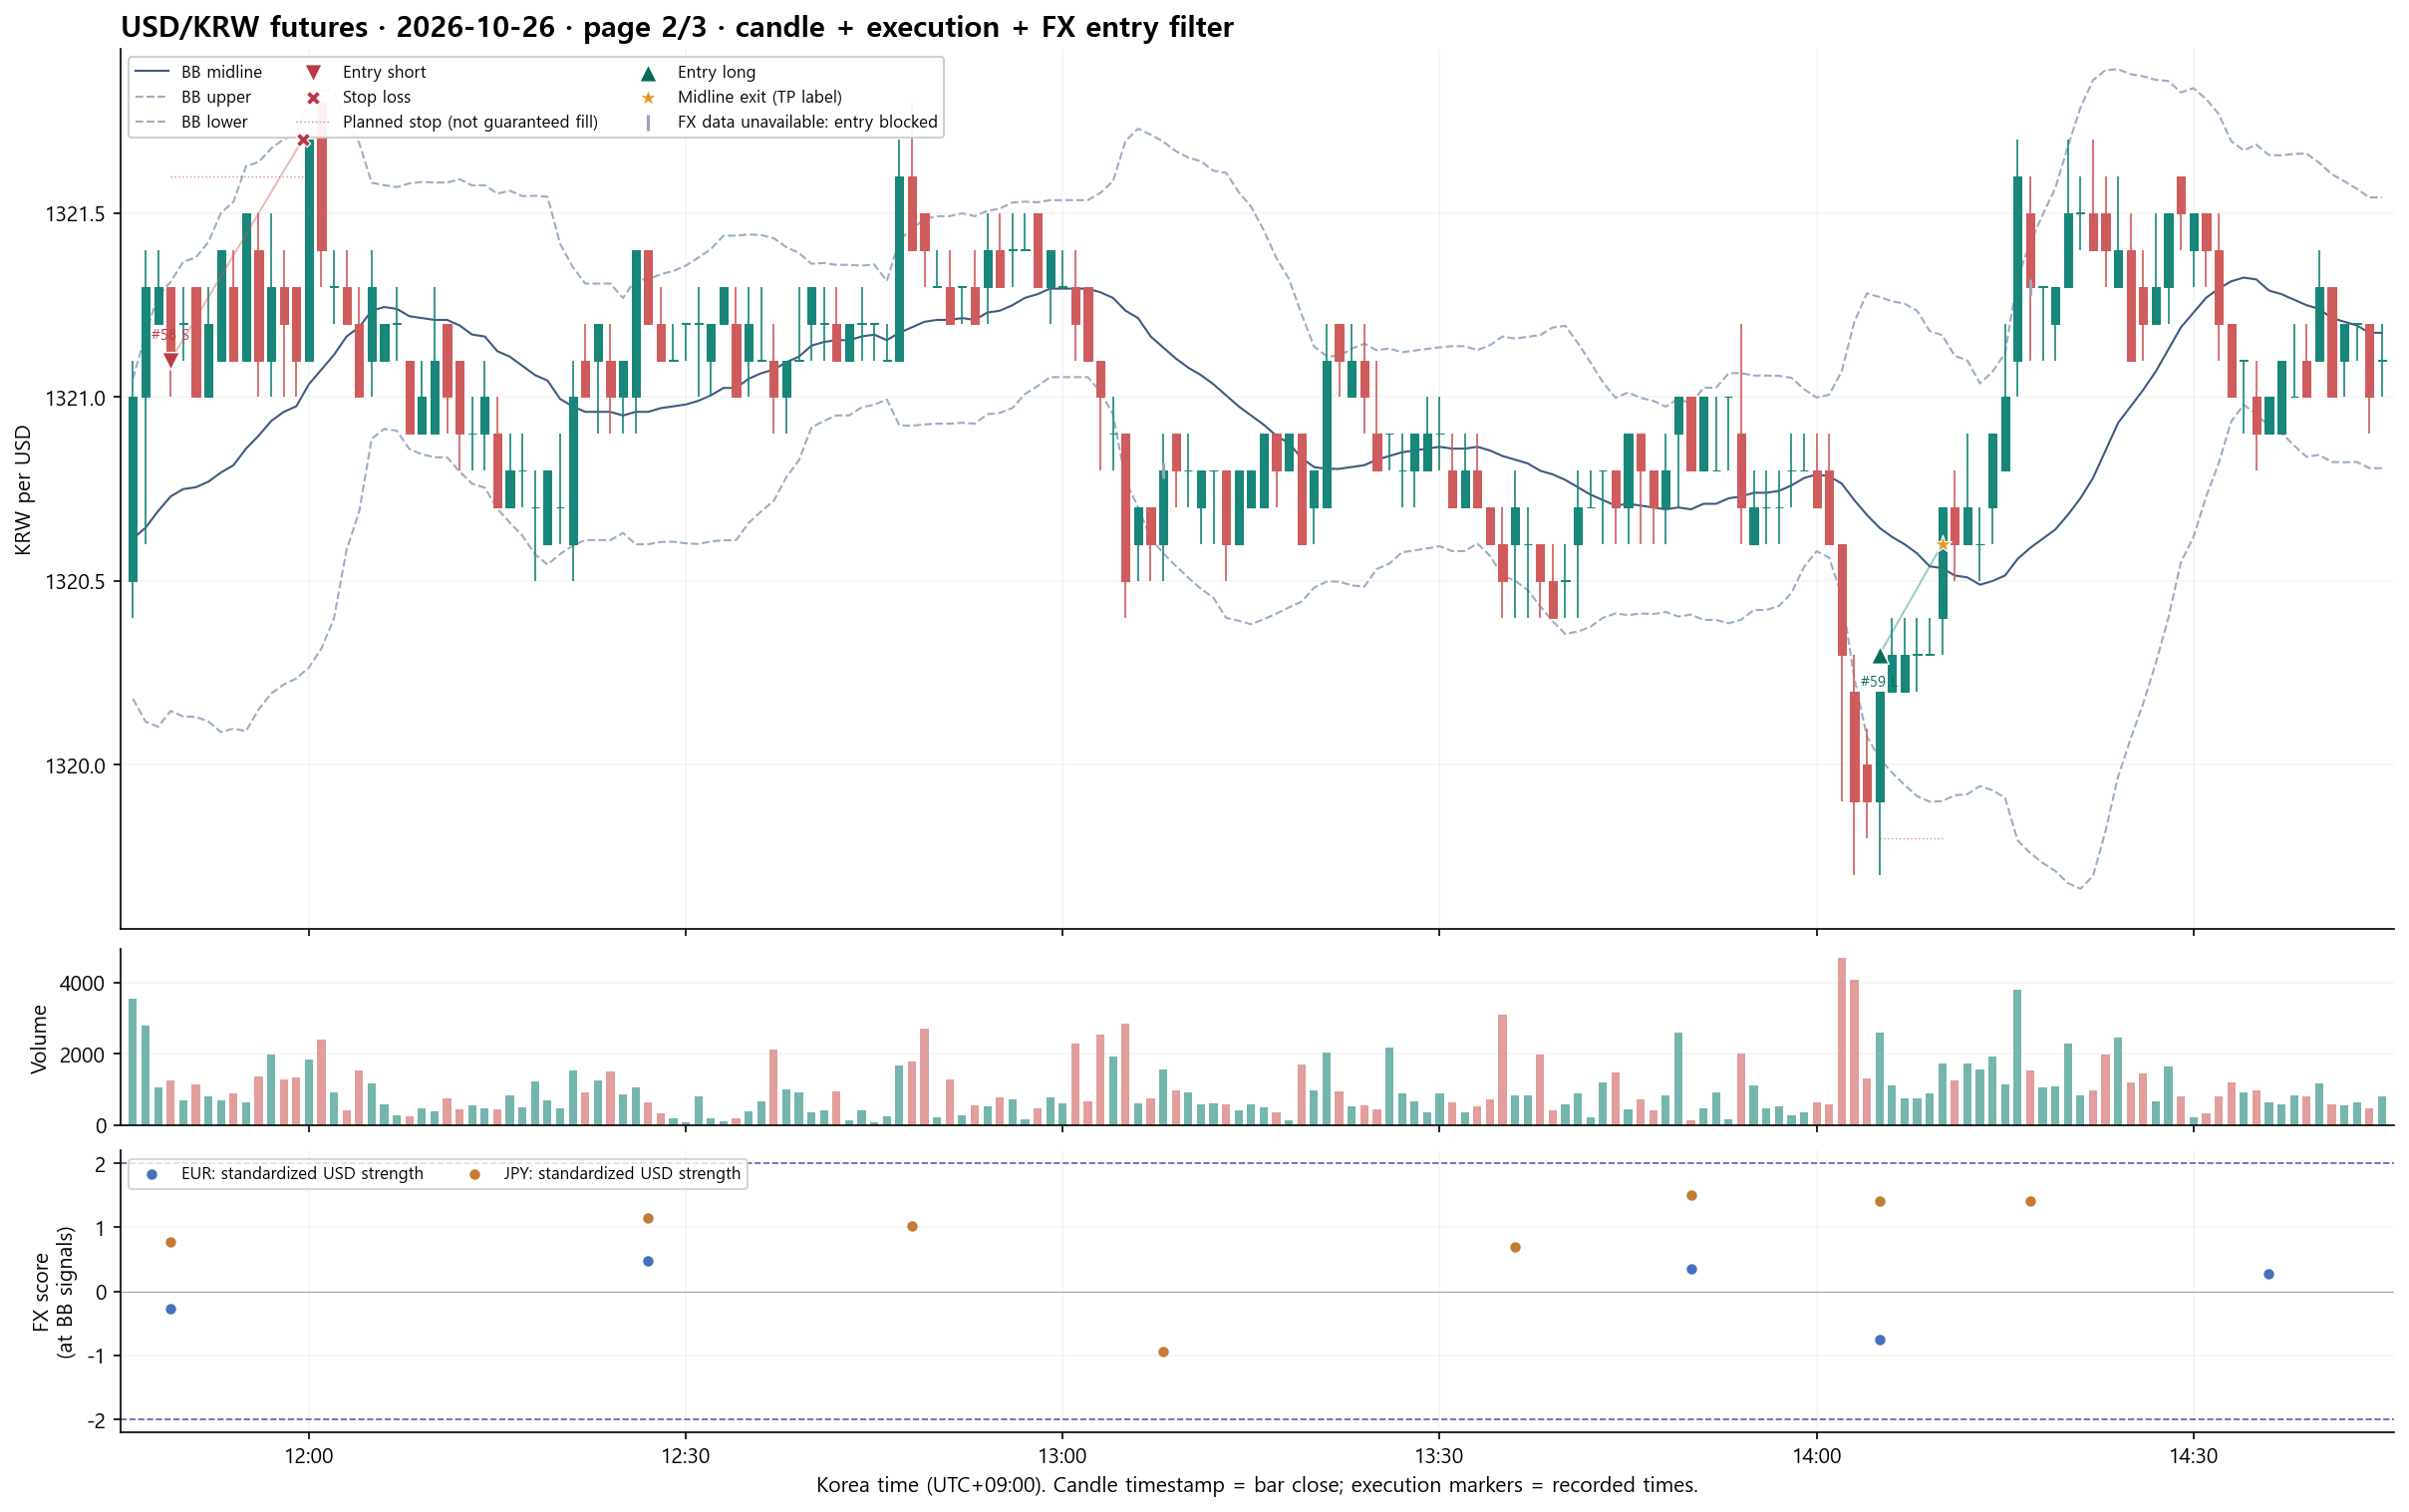 USD/KRW futures · 2026-10-26 · page 2/3 · candle + execution + FX entry filter
BB midline
BB upper
BB lower
Entry short
Stop loss
Planned stop (not guaranteed fill)
Entry long
Midline exit (TP label)
FX data unavailable: entry blocked
KRW per USD
1321.5
1321.0
1320.5
1320.0
#58 S
#59 L
Volume
4000
2000
0
EUR: standardized USD strength
JPY: standardized USD strength
FX score
(at BB signals)
2
1
0
-1
-2
12:00
12:30
13:00
13:30
14:00
14:30
Korea time (UTC+09:00). Candle timestamp = bar close; execution markers = recorded times.